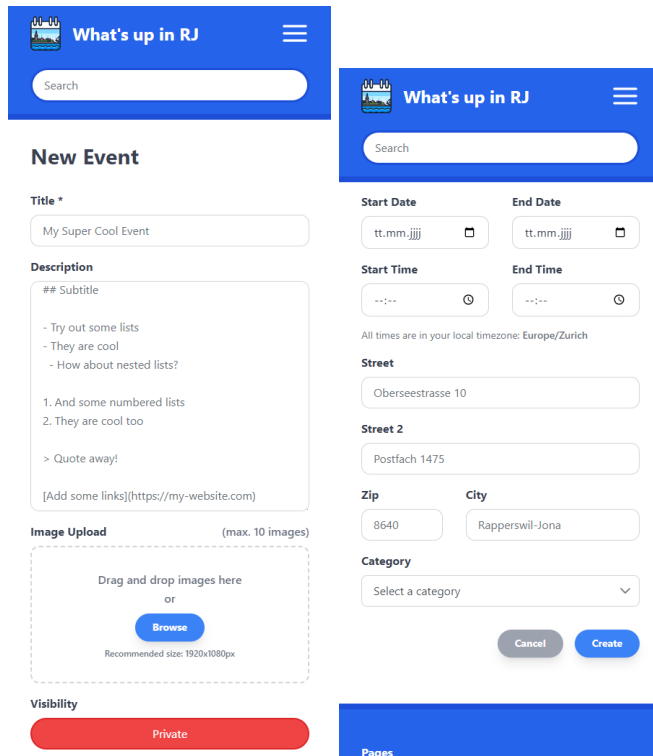 What's up in RJ
Search
New Event
Title *
My Super Cool Event
Description
## Subtitle
- Try out some lists
- They are cool
- How about nested lists?
1. And some numbered lists
2. They are cool too
> Quote away!
[Add some links](https://my-website.com)
Image Upload (max. 10 images)
Drag and drop images here
or
Browse
Recommended size: 1920x1080px
Visibility
Private
What's up in RJ
Search
Start Date End Date
tt.mm.jjjj tt.mm.jjjj
Start Time End Time
--:-- --:--
All times are in your local timezone: Europe/Zurich
Street
Oberseestrasse 10
Street 2
Postfach 1475
Zip City
8640 Rapperswil-Jona
Category
Select a category
Cancel Create
Pages